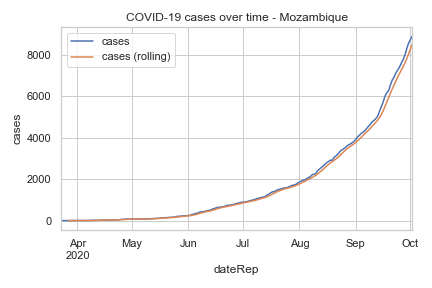 COVID-19 cases over time - Mozambique
cases
cases (rolling)
8000
6000
4000
2000
0
cases
Apr
2020
May
Jun
Jul
Aug
Sep
Oct
dateRep